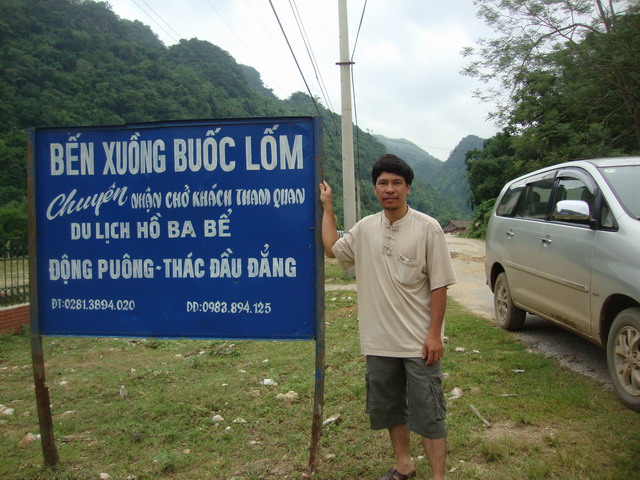 BẾN XUỒNG BUỐC LỐM
Chuyên NHẬN CHỞ KHÁCH THAM QUAN
DU LỊCH HỒ BA BỂ
ĐỘNG PUÔNG - THÁC ĐẦU ĐẲNG
ĐT:0281.3894.020 DĐ:0983.894.125